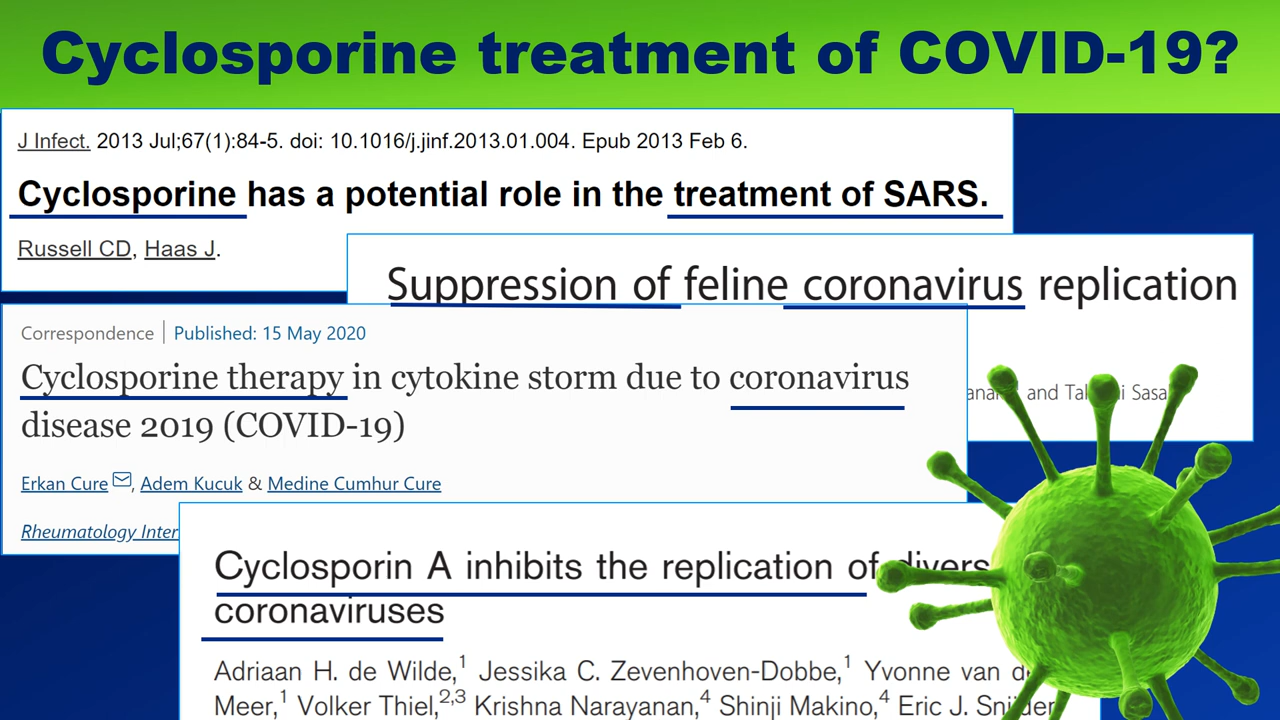 Cyclosporine treatment of COVID-19?
J Infect. 2013 Jul;67(1):84-5. doi: 10.1016/j.jinf.2013.01.004. Epub 2013 Feb 6.
Cyclosporine has a potential role in the treatment of SARS.
Russell CD, Haas J.
Suppression of feline coronavirus replication
and
Correspondence | Published: 15 May 2020
Cyclosporine therapy in cytokine storm due to coronavirus
disease 2019 (COVID-19)
Erkan Cure, Adem Kucuk & Medine Cumhur Cure
Rheumatology Inter
Cyclosporin A inhibits the replication of divers
coronaviruses
Adriaan H. de Wilde,1 Jessika C. Zevenhoven-Dobbe,1 Yvonne van d
Meer,1 Volker Thiel,2,3 Krishna Narayanan,4 Shinji Makino,4 Eric J. Snijder